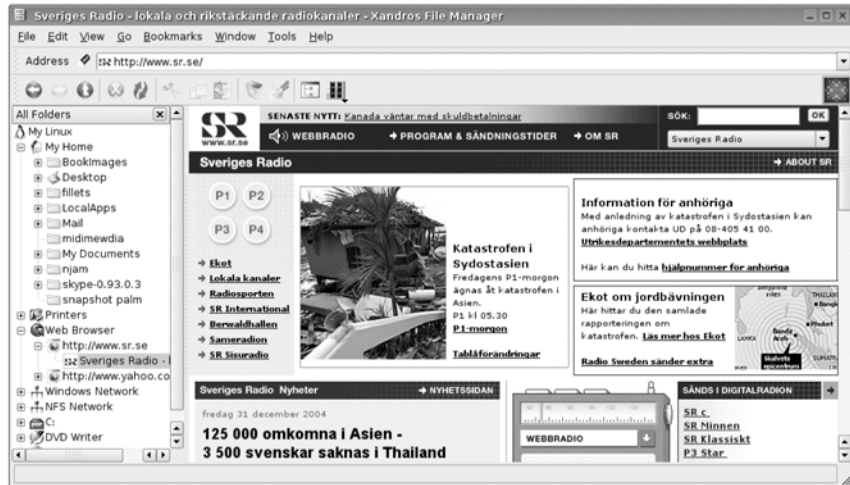 Sveriges Radio - lokala och rikstäckande radiokanaler - Xandros File Manager
File Edit View Go Bookmarks Window Tools Help
Address http://www.sr.se/
All Folders
My Linux
My Home
BookImages
Desktop
fillets
LocalApps
Mail
midimewdia
My Documents
njam
skype-0.93.0.3
snapshot palm
Printers
Web Browser
http://www.sr.se
Sveriges Radio - l
http://www.yahoo.co
Windows Network
NFS Network
C:
DVD Writer
SR
www.sr.se
SENASTE NYTT: Kanada väntar med skuldbetalningar
WEBBRADIO PROGRAM & SÄNDNINGSTIDER OM SR
SÖK: OK
Sveriges Radio
Sveriges Radio
ABOUT SR
P1 P2
P3 P4
Ekot
Lokala kanaler
Radiosporten
SR International
Berwaldhallen
Sameradion
SR Sisuradio
Katastrofen i
Sydostasien
Fredagens P1-morgon
ägnas åt katastrofen i
Asien.
P1 kl 05.30
P1-morgon
Tablåförändringar
Information för anhöriga
Med anledning av katastrofen i Sydostasien kan
anhöriga kontakta UD på 08-405 41 00.
Utrikesdepartementets webbplats
Här kan du hitta hjälpnummer för anhöriga
Ekot om jordbävningen
Här hittar du den samlade
rapporteringen om
katastrofen. Läs mer hos Ekot
Radio Sweden sänder extra
THAILAND
Phuket
LANKA
Banda
Aceh
Skalvets
epicentrum
Sveriges Radio Nyheter NYHETSSIDAN
fredag 31 december 2004
125 000 omkomna i Asien -
3 500 svenskar saknas i Thailand
WEBBRADIO
SÄNDS I DIGITALRADION
SR c
SR Minnen
SR Klassiskt
P3 Star